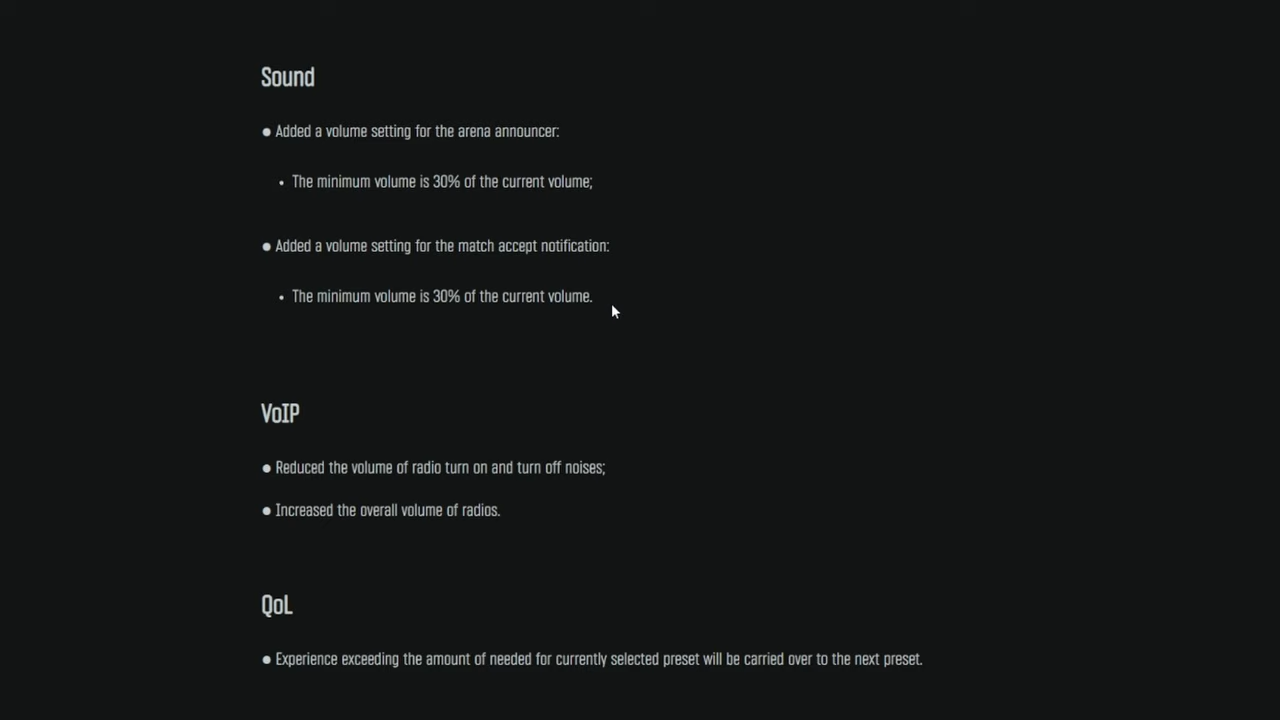 Sound
● Added a volume setting for the arena announcer:
• The minimum volume is 30% of the current volume;
● Added a volume setting for the match accept notification:
• The minimum volume is 30% of the current volume.
VoIP
● Reduced the volume of radio turn on and turn off noises;
● Increased the overall volume of radios.
QoL
● Experience exceeding the amount of needed for currently selected preset will be carried over to the next preset.